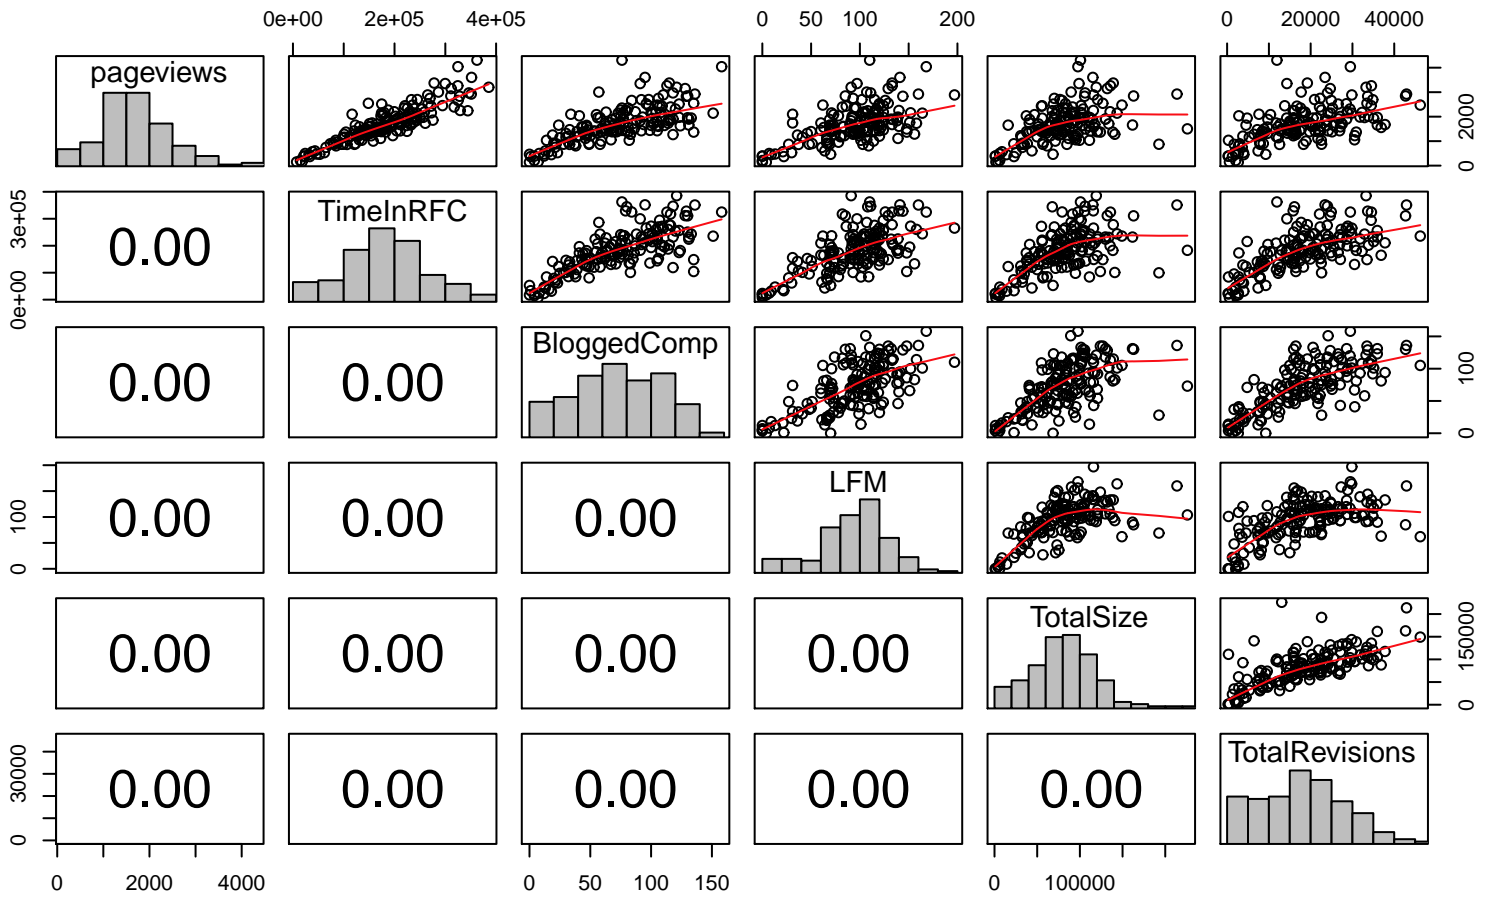 0e+00 2e+05 4e+05 0 50 100 200 0 20000 40000
pageviews
0 2000
TimeInRFC
0e+00 3e+05
0.00
BloggedComp
0.00 0.00
0 100
LFM
0 100
0.00 0.00 0.00
TotalSize
0.00 0.00 0.00 0.00
0 150000
TotalRevisions
0 30000
0.00 0.00 0.00 0.00 0.00
0 2000 4000 0 50 100 150 0 100000